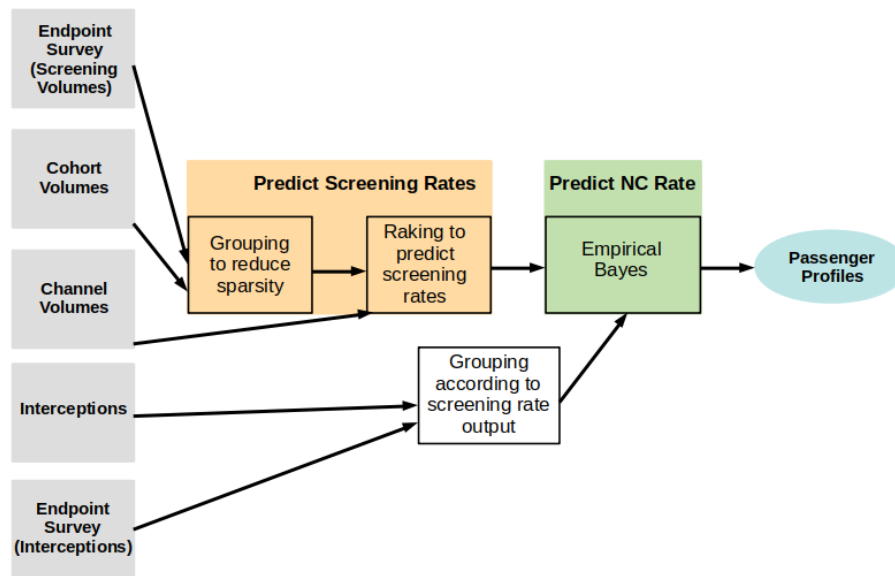 Endpoint
Survey
(Screening
Volumes)
Cohort
Volumes
Channel
Volumes
Interceptions
Endpoint
Survey
(Interceptions)
Predict Screening Rates
Grouping
to reduce
sparsity
Raking to
predict
screening
rates
Predict NC Rate
Empirical
Bayes
Grouping
according to
screening rate
output
Passenger
Profiles